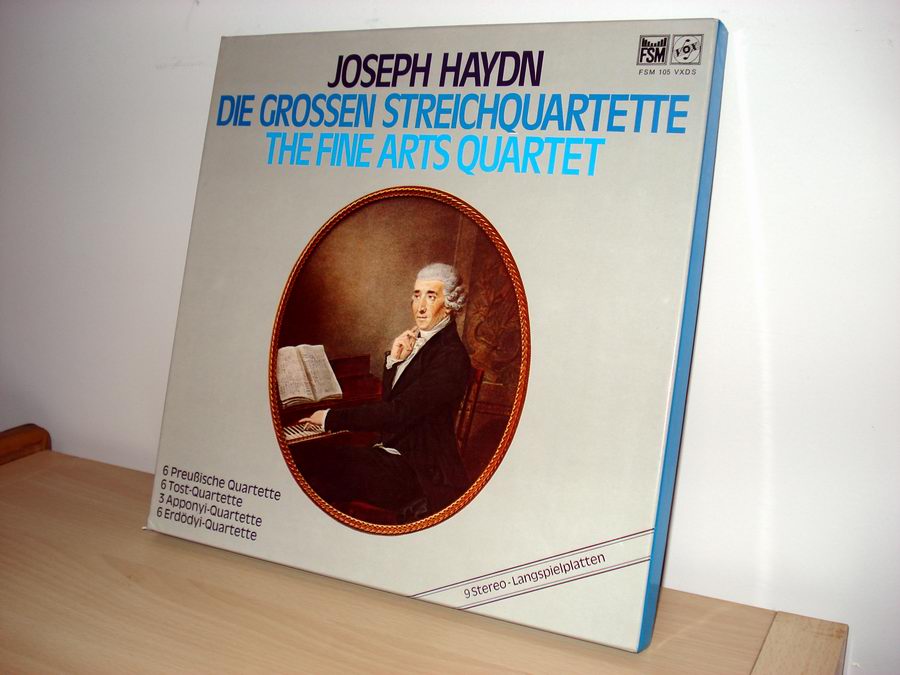 JOSEPH HAYDN
DIE GROSSEN STREICHQUARTETTE
THE FINE ARTS QUARTET
FSM
VOX
FSM 105 VXDS
6 Preußische Quartette
6 Tost-Quartette
3 Apponyi-Quartette
6 Erdödyi-Quartette
9 Stereo-Langspielplatten